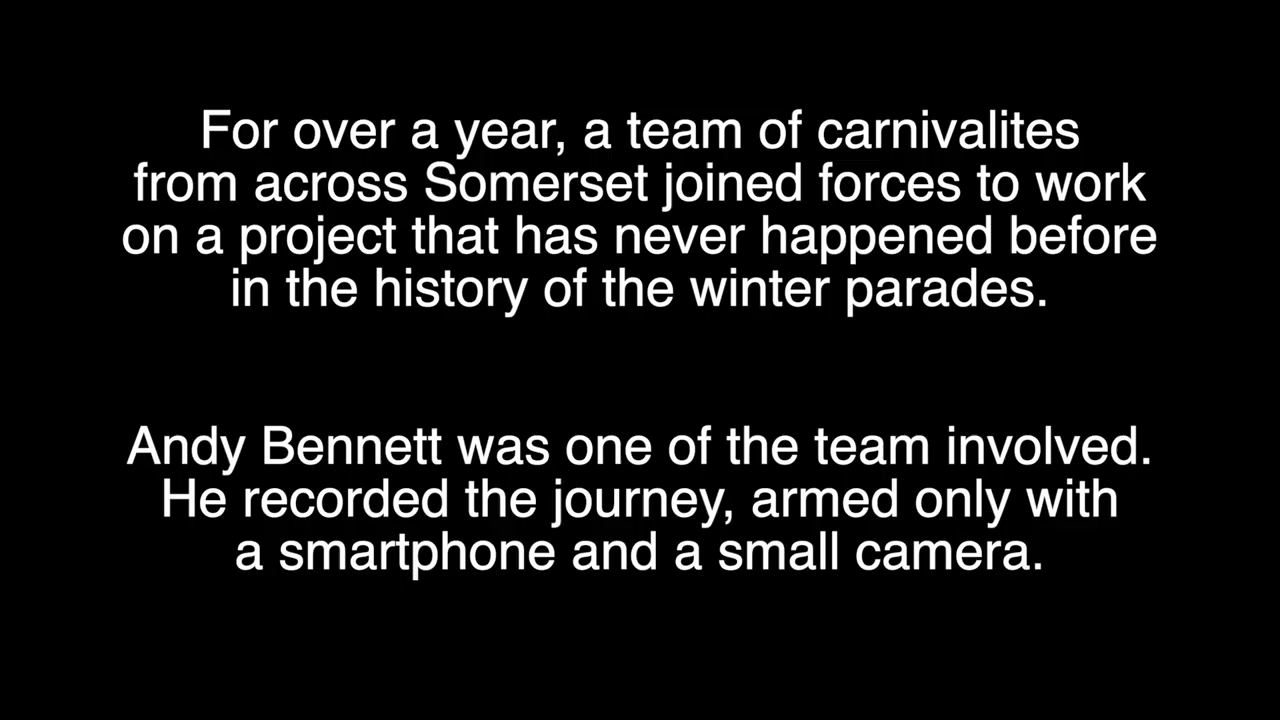 For over a year, a team of carnivalites
from across Somerset joined forces to work
on a project that has never happened before
in the history of the winter parades.
Andy Bennett was one of the team involved.
He recorded the journey, armed only with
a smartphone and a small camera.